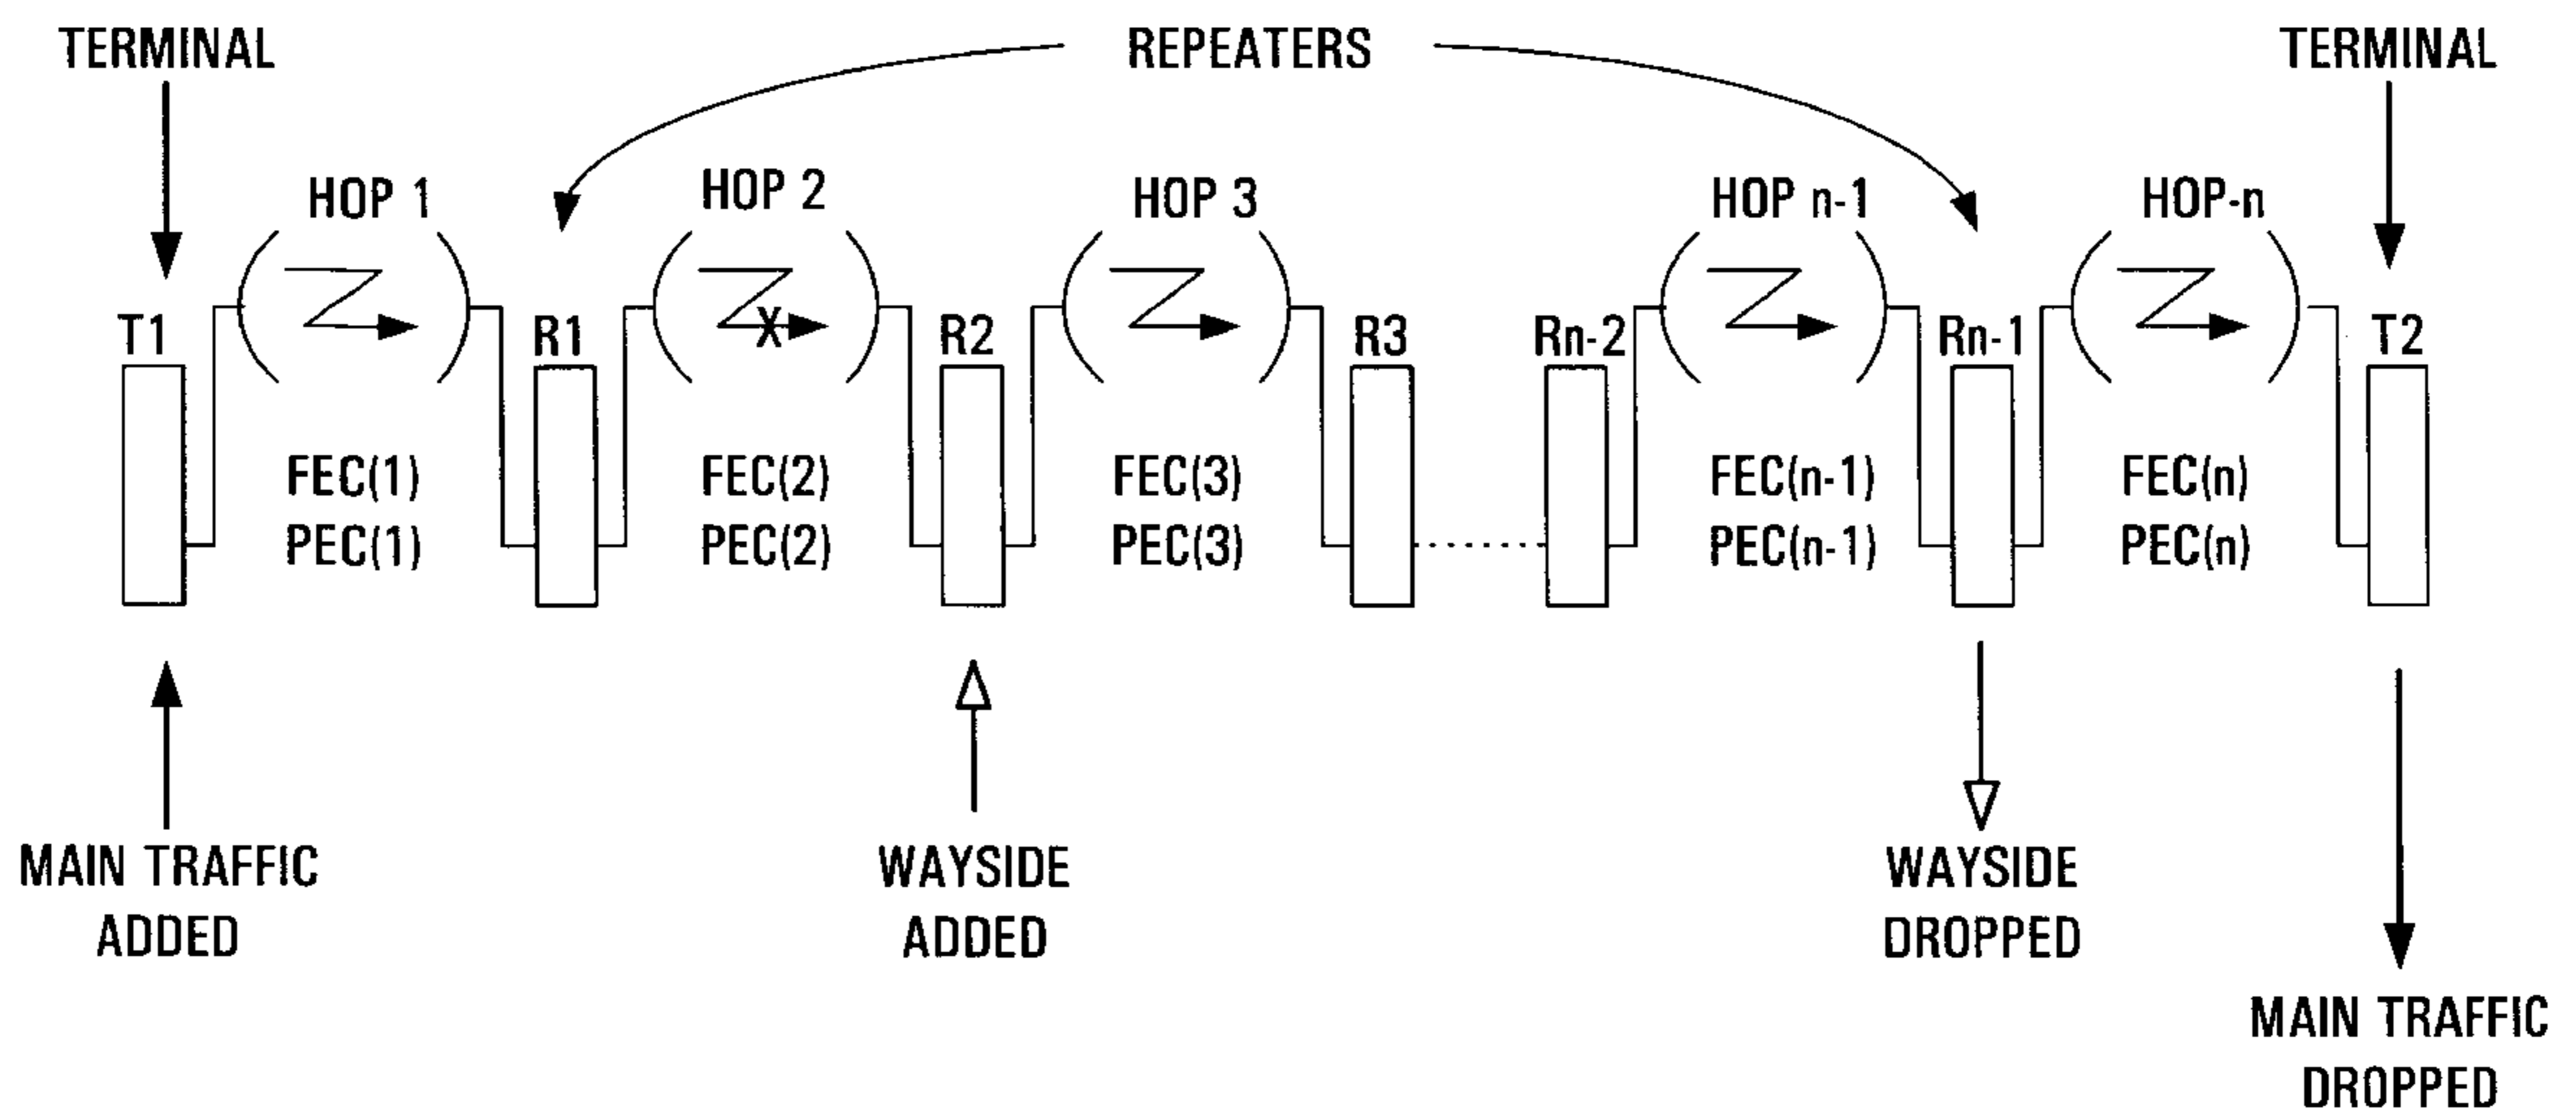 TERMINAL
REPEATERS
TERMINAL
HOP 1
HOP 2
HOP 3
HOP n-1
HOP-n
T1
R1
X
R2
R3
Rn-2
Rn-1
T2
FEC(1)
PEC(1)
FEC(2)
PEC(2)
FEC(3)
PEC(3)
FEC(n-1)
PEC(n-1)
FEC(n)
PEC(n)
MAIN TRAFFIC
ADDED
WAYSIDE
ADDED
WAYSIDE
DROPPED
MAIN TRAFFIC
DROPPED